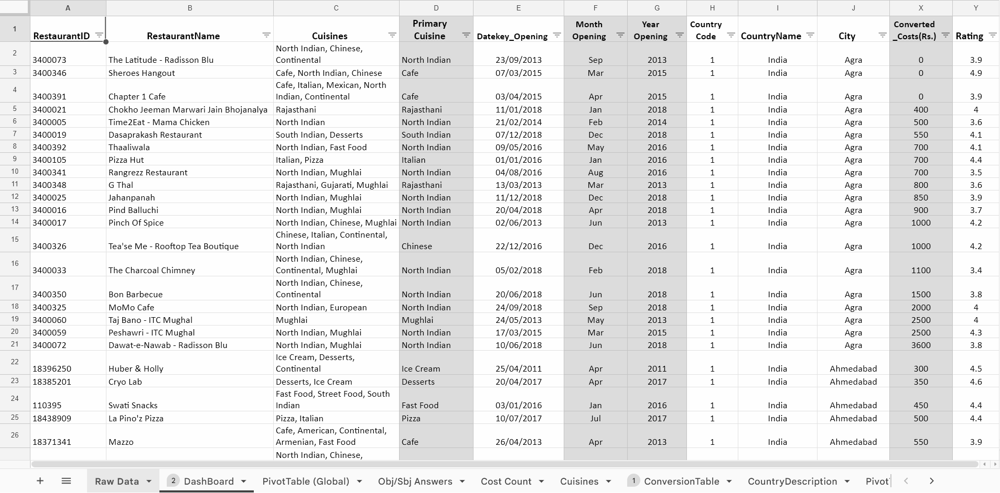 A B C D E F G H I J X Y
1 RestaurantID RestaurantName Cuisines Primary Cuisine Datekey_Opening Month Opening Year Opening Country Code CountryName City Converted _Costs(Rs.) Rating
2 3400073 The Latitude - Radisson Blu North Indian, Chinese, Continental North Indian 23/09/2013 Sep 2013 1 India Agra 0 3.9
3 3400346 Sheroes Hangout Cafe, North Indian, Chinese Cafe 07/03/2015 Mar 2015 1 India Agra 0 4.9
4 3400391 Chapter 1 Cafe Cafe, Italian, Mexican, North Indian, Continental Cafe 03/04/2015 Apr 2015 1 India Agra 0 3.9
5 3400021 Chokho Jeeman Marwari Jain Bhojanalya Rajasthani Rajasthani 11/01/2018 Jan 2018 1 India Agra 400 4
6 3400005 Time2Eat - Mama Chicken North Indian North Indian 21/02/2014 Feb 2014 1 India Agra 500 3.6
7 3400019 Dasaprakash Restaurant South Indian, Desserts South Indian 07/12/2018 Dec 2018 1 India Agra 550 4.1
8 3400392 Thaaliwala North Indian, Fast Food North Indian 09/05/2016 May 2016 1 India Agra 700 4.1
9 3400105 Pizza Hut Italian, Pizza Italian 01/01/2016 Jan 2016 1 India Agra 700 4.4
10 3400341 Rangrezz Restaurant North Indian, Mughlai North Indian 04/08/2016 Aug 2016 1 India Agra 700 3.5
11 3400348 G Thal Rajasthani, Gujarati, Mughlai Rajasthani 13/03/2013 Mar 2013 1 India Agra 800 3.6
12 3400025 Jahanpanah North Indian, Mughlai North Indian 11/12/2018 Dec 2018 1 India Agra 850 3.9
13 3400016 Pind Balluchi North Indian, Mughlai North Indian 20/04/2018 Apr 2018 1 India Agra 900 3.7
14 3400017 Pinch Of Spice North Indian, Chinese, Mughlai North Indian 02/06/2013 Jun 2013 1 India Agra 1000 4.2
15 3400326 Tea'se Me - Rooftop Tea Boutique Chinese, Italian, Continental, North Indian Chinese 22/12/2016 Dec 2016 1 India Agra 1000 4.2
16 3400033 The Charcoal Chimney North Indian, Chinese, Continental, Mughlai North Indian 05/02/2018 Feb 2018 1 India Agra 1100 3.4
17 3400350 Bon Barbecue North Indian, Chinese, Continental North Indian 20/06/2018 Jun 2018 1 India Agra 1500 3.8
18 3400325 MoMo Cafe North Indian, European North Indian 24/09/2018 Sep 2018 1 India Agra 2000 4
19 3400060 Taj Bano - ITC Mughal Mughlai Mughlai 24/05/2013 May 2013 1 India Agra 2500 4
20 3400059 Peshawri - ITC Mughal North Indian, Mughlai North Indian 17/03/2015 Mar 2015 1 India Agra 2500 4.3
21 3400072 Dawat-e-Nawab - Radisson Blu North Indian, Mughlai North Indian 10/06/2018 Jun 2018 1 India Agra 3600 3.8
22 18396250 Huber & Holly Ice Cream, Desserts, Continental Ice Cream 25/04/2011 Apr 2011 1 India Ahmedabad 300 4.5
23 18385201 Cryo Lab Desserts, Ice Cream Desserts 20/04/2017 Apr 2017 1 India Ahmedabad 350 4.6
24 110395 Swati Snacks Fast Food, Street Food, South Indian Fast Food 03/01/2016 Jan 2016 1 India Ahmedabad 450 4.4
25 18438909 La Pino'z Pizza Pizza, Italian Pizza 10/07/2017 Jul 2017 1 India Ahmedabad 500 4.4
26 18371341 Mazzo Cafe, American, Continental, Armenian, Fast Food Cafe 26/04/2013 Apr 2013 1 India Ahmedabad 550 3.9
North Indian, Chinese,
Raw Data 2 DashBoard PivotTable (Global) Obj/Sbj Answers Cost Count Cuisines 1 ConversionTable CountryDescription Pivot